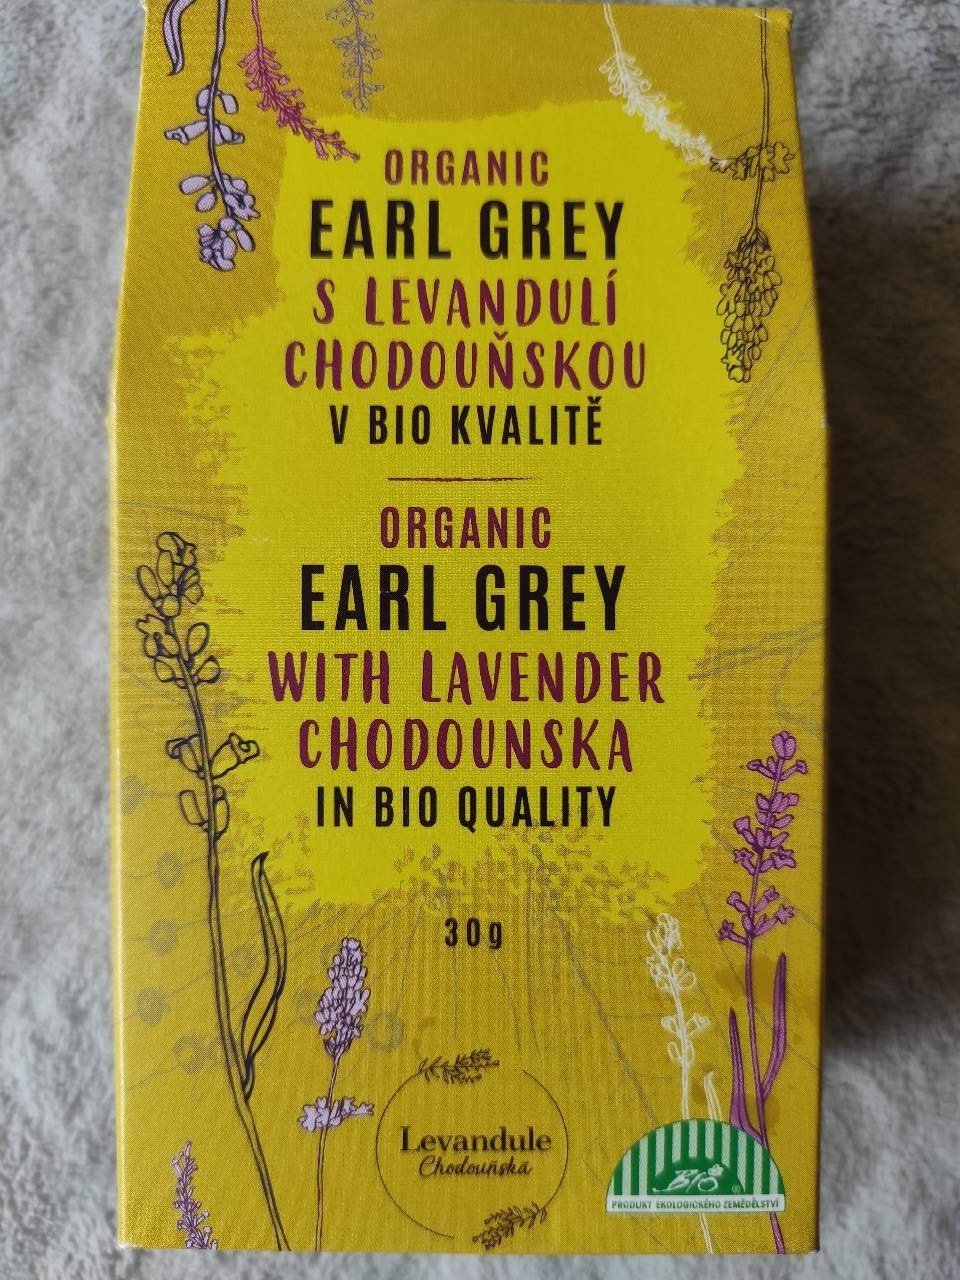 ORGANIC
EARL GREY
S LEVANDULÍ
CHODOUŇSKOU
V BIO KVALITĚ
ORGANIC
EARL GREY
WITH LAVENDER
CHODOUNSKA
IN BIO QUALITY
30g
Levandule
Chodouňská
BIO ®
PRODUKT EKOLOGICKÉHO ZEMĚDĚLSTVÍ